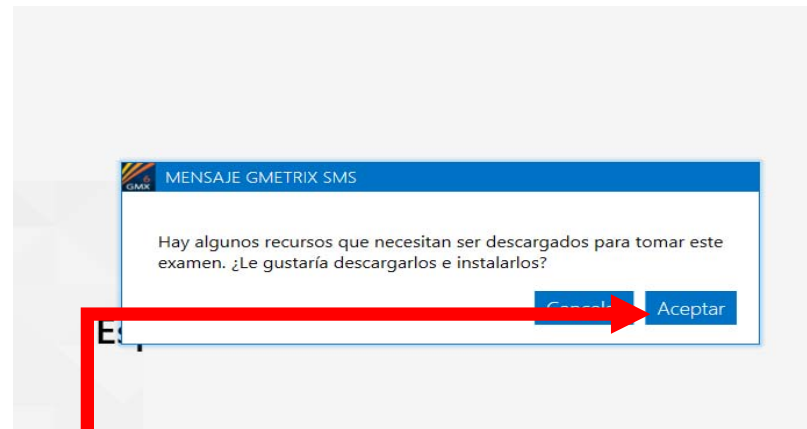 GMX
MENSAJE GMETRIX SMS
Hay algunos recursos que necesitan ser descargados para tomar este
examen. ¿Le gustaría descargarlos e instalarlos?
Aceptar